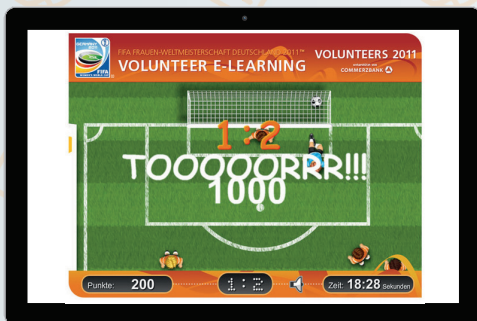 FIFA FRAUEN-WELTMEISTERSCHAFT DEUTSCHLAND 2011™
VOLUNTEER E-LEARNING
VOLUNTEERS 2011
COMMERZBANK
FIFA
1:2
TOOOOORRR!!!
1000
Punkte: 200
1:2
Zeit: 18:28 Sekunden